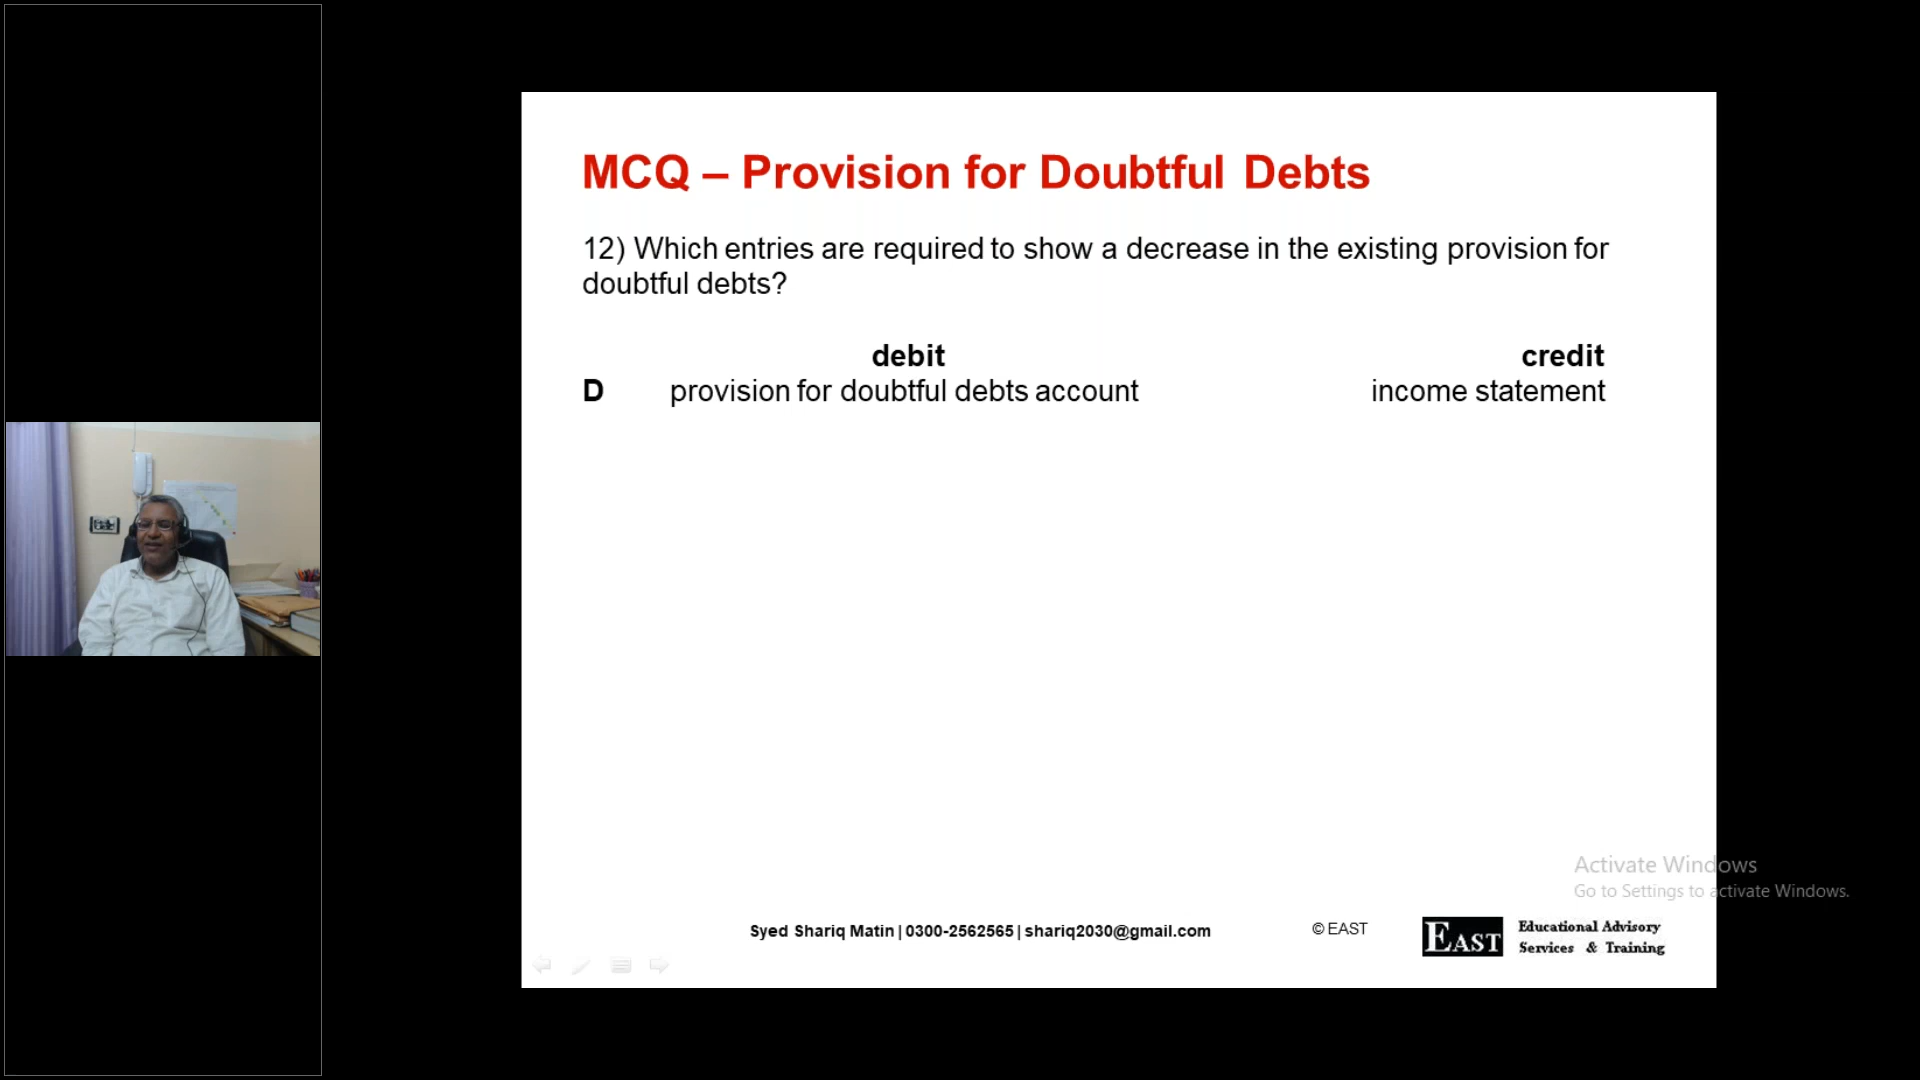 MCQ – Provision for Doubtful Debts
12) Which entries are required to show a decrease in the existing provision for
doubtful debts?
debit credit
D provision for doubtful debts account income statement
Activate Windows
Go to Settings to activate Windows.
Syed Shariq Matin | 0300-2562565 | shariq2030@gmail.com
© EAST
EAST
Educational Advisory
Services & Training